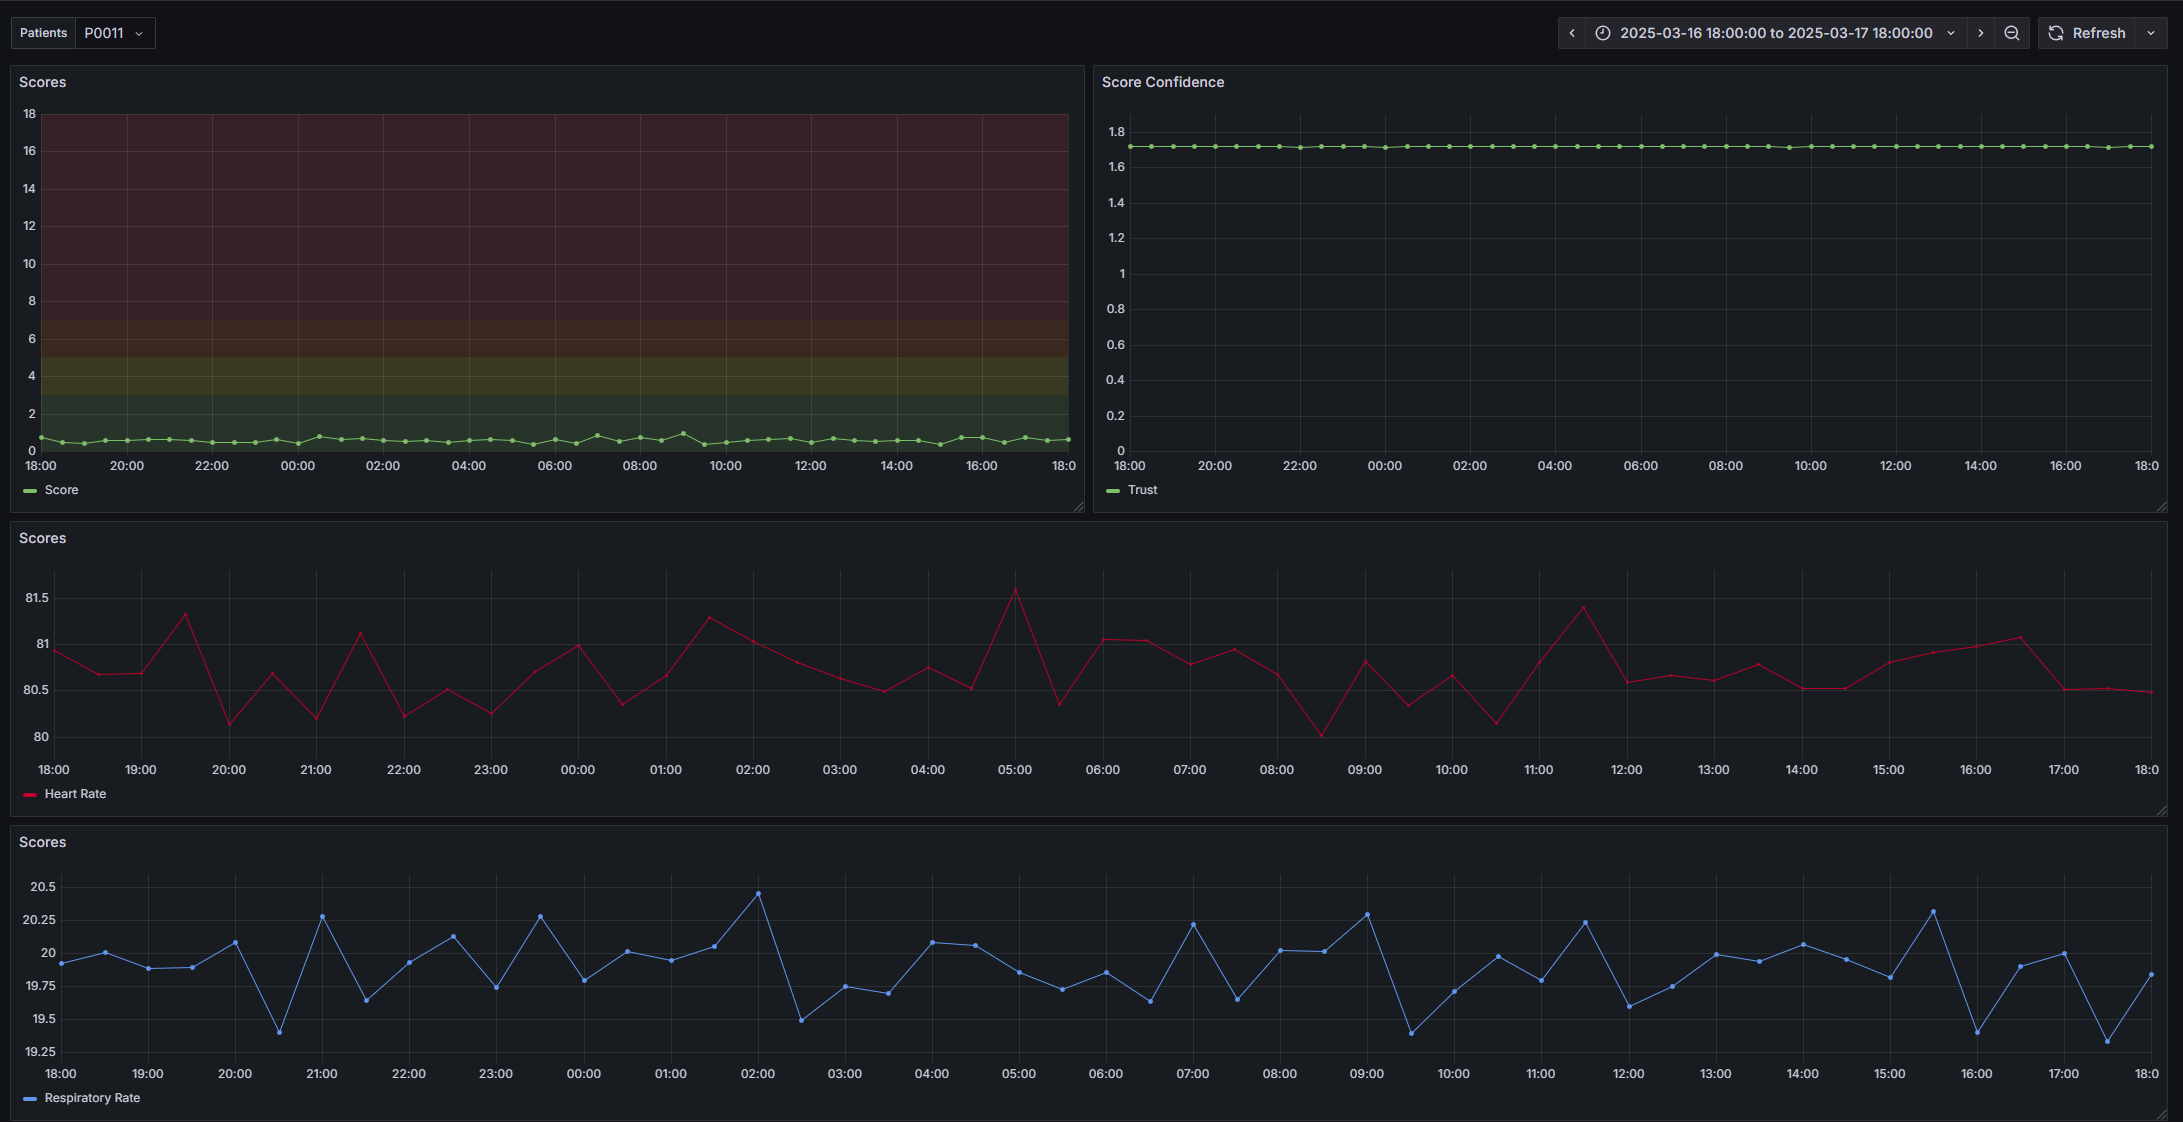 Patients P0011 2025-03-16 18:00:00 to 2025-03-17 18:00:00 Refresh
Scores
18
16
14
12
10
8
6
4
2
0
18:00 20:00 22:00 00:00 02:00 04:00 06:00 08:00 10:00 12:00 14:00 16:00 18:0
Score
Score Confidence
1.8
1.6
1.4
1.2
1
0.8
0.6
0.4
0.2
0
18:00 20:00 22:00 00:00 02:00 04:00 06:00 08:00 10:00 12:00 14:00 16:00 18:0
Trust
Scores
81.5
81
80.5
80
18:00 19:00 20:00 21:00 22:00 23:00 00:00 01:00 02:00 03:00 04:00 05:00 06:00 07:00 08:00 09:00 10:00 11:00 12:00 13:00 14:00 15:00 16:00 17:00 18:0
Heart Rate
Scores
20.5
20.25
20
19.75
19.5
19.25
18:00 19:00 20:00 21:00 22:00 23:00 00:00 01:00 02:00 03:00 04:00 05:00 06:00 07:00 08:00 09:00 10:00 11:00 12:00 13:00 14:00 15:00 16:00 17:00 18:0
Respiratory Rate